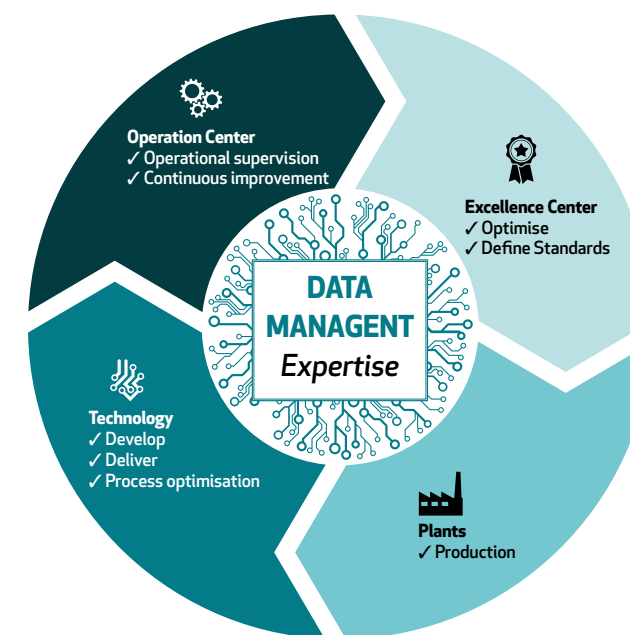 Operation Center
✓ Operational supervision
✓ Continuous improvement
Excellence Center
✓ Optimise
✓ Define Standards
DATA
MANAGENT
Expertise
Technology
✓ Develop
✓ Deliver
✓ Process optimisation
Plants
✓ Production